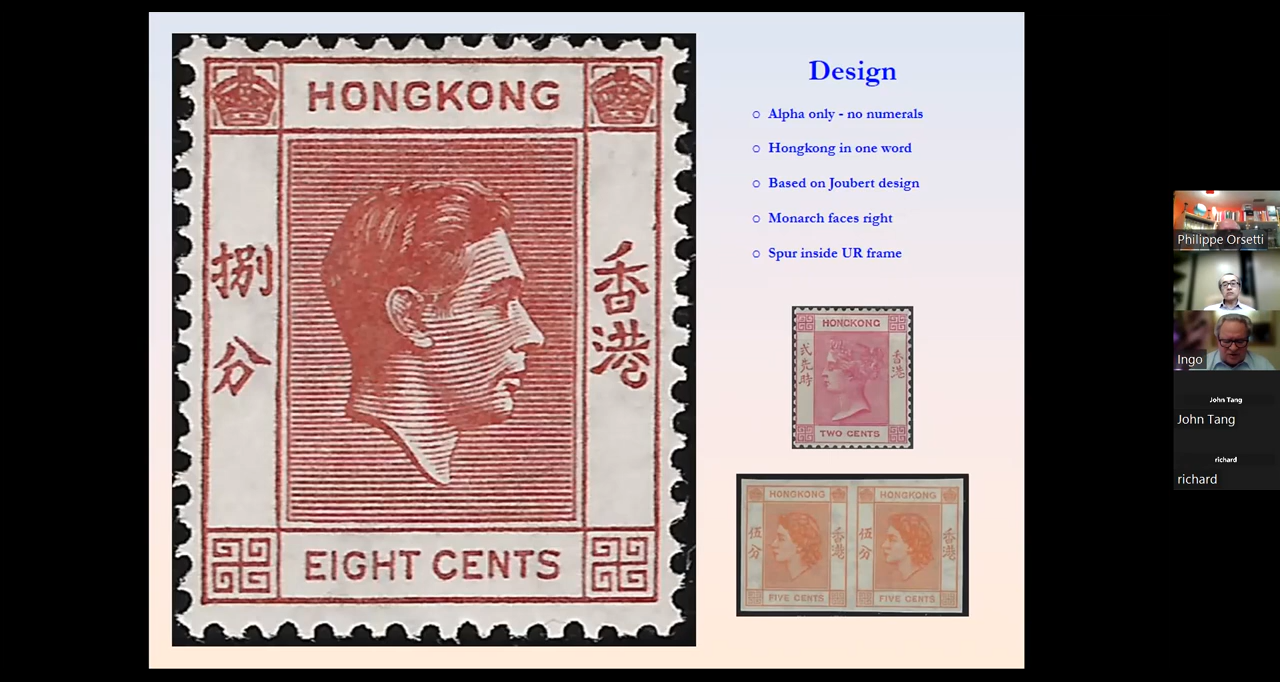 HONGKONG
捌
分
香
港
EIGHT CENTS
Design
Alpha only - no numerals
Hongkong in one word
Based on Joubert design
Monarch faces right
Spur inside UR frame
HONGKONG
香
港
TWO CENTS
HONGKONG
伍
分
香
港
FIVE CENTS
HONGKONG
伍
分
香
港
FIVE CENTS
Philippe Orsetti
Ingo
John Tang
John Tang
richard
richard